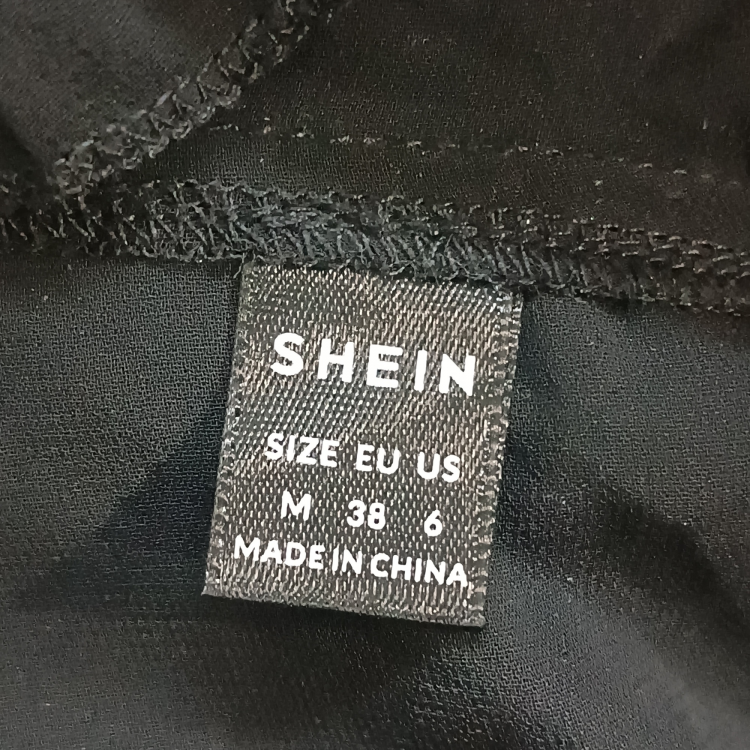 SHEIN
SIZE EU US
M 38 6
MADE IN CHINA